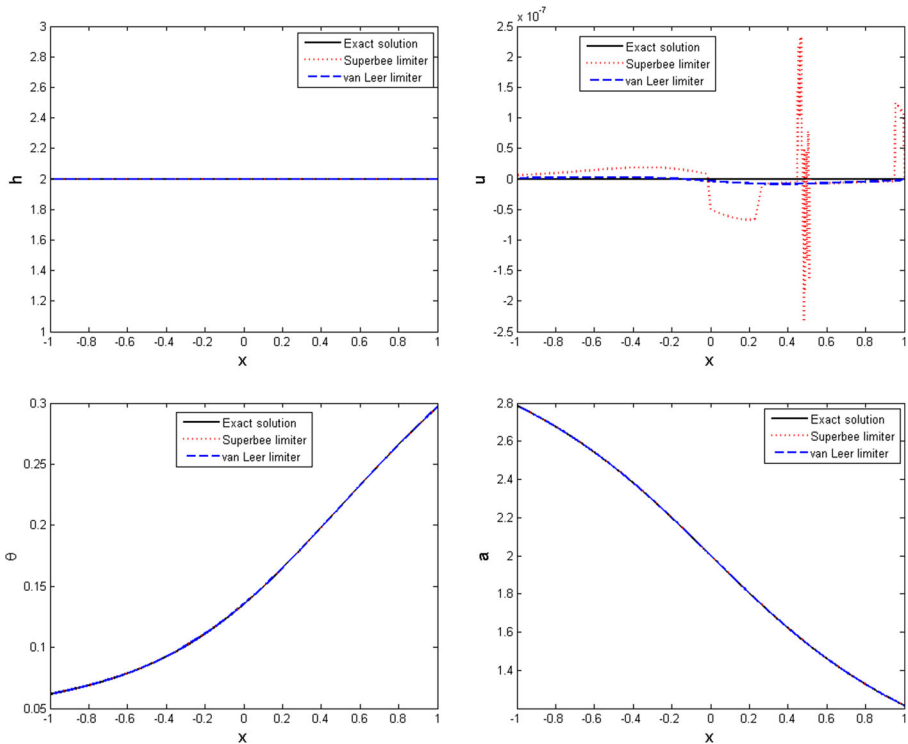 3
2.8
2.6
2.4
2.2
2
1.8
1.6
1.4
1.2
1
h
Exact solution
Superbee limiter
van Leer limiter
-1 -0.8 -0.6 -0.4 -0.2 0 0.2 0.4 0.6 0.8 1
x
x 10^-7
2.5
2
1.5
1
0.5
0
-0.5
-1
-1.5
-2
-2.5
u
Exact solution
Superbee limiter
van Leer limiter
-1 -0.8 -0.6 -0.4 -0.2 0 0.2 0.4 0.6 0.8 1
x
0.3
0.25
0.2
0.15
0.1
0.05
θ
Exact solution
Superbee limiter
van Leer limiter
-1 -0.8 -0.6 -0.4 -0.2 0 0.2 0.4 0.6 0.8 1
x
2.8
2.6
2.4
2.2
2
1.8
1.6
1.4
a
Exact solution
Superbee limiter
van Leer limiter
-1 -0.8 -0.6 -0.4 -0.2 0 0.2 0.4 0.6 0.8 1
x